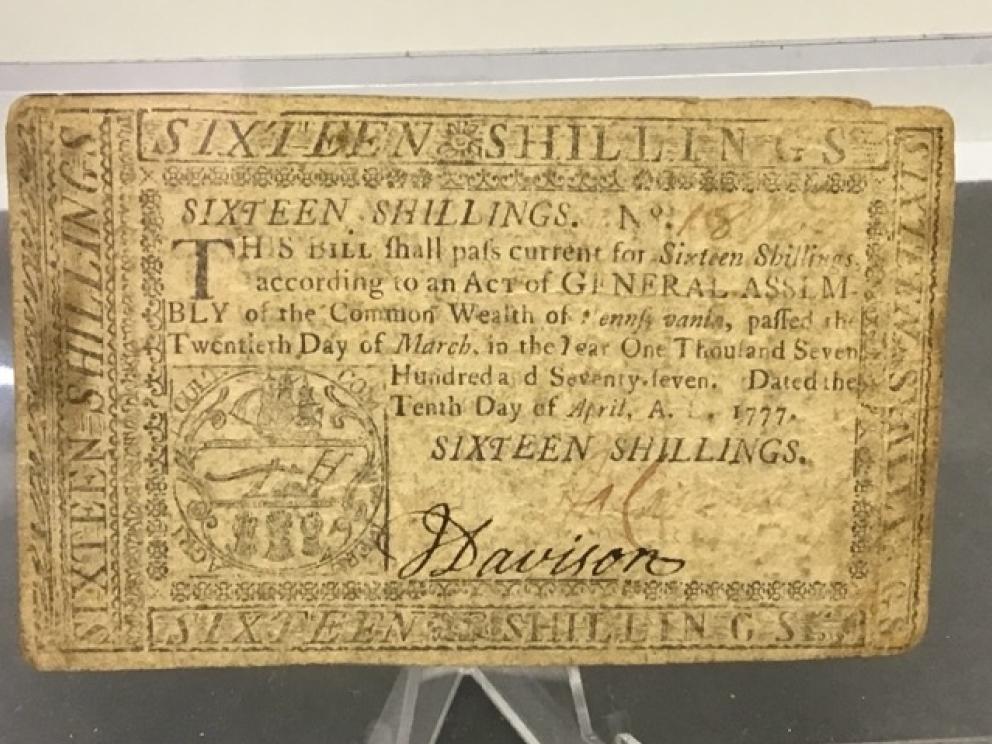 SIXTEEN SHILLINGS
SIXTEEN SHILLINGS
SIXTEEN SHILLINGS. No. 18
THIS BILL ſhall paſs current for Sixteen Shillings,
according to an ACT of GENERAL ASSEM-
BLY of the Common Wealth of Pennſylvania, paſſed the
Twentieth Day of March, in the Year One Thouſand Seven
Hundred and Seventy-ſeven. Dated the
Tenth Day of April, A. D. 1777.
SIXTEEN SHILLINGS.
JDavison
SIXTEEN SHILLINGS
SIXTEEN SHILLINGS